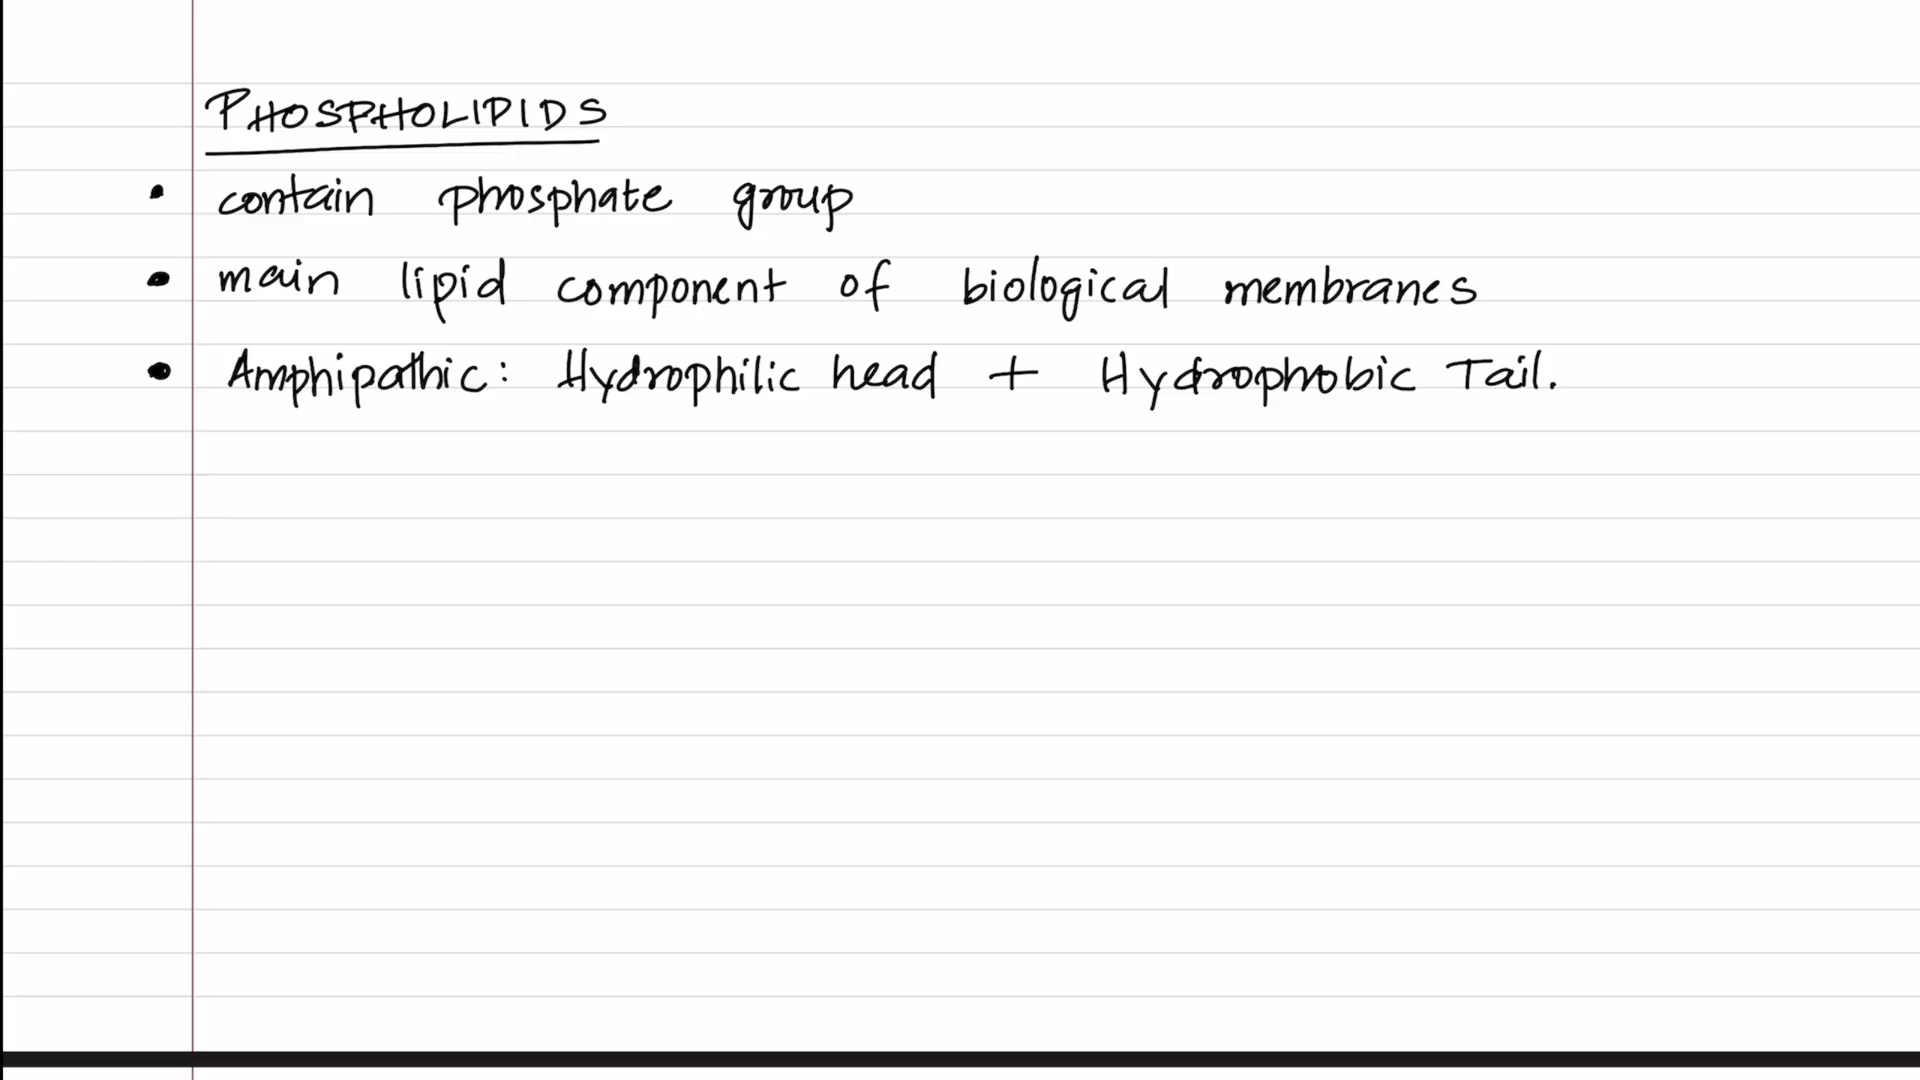 PHOSPHOLIPIDS
• contain phosphate group
• main lipid component of biological membranes
• Amphipathic: Hydrophilic head + Hydrophobic Tail.